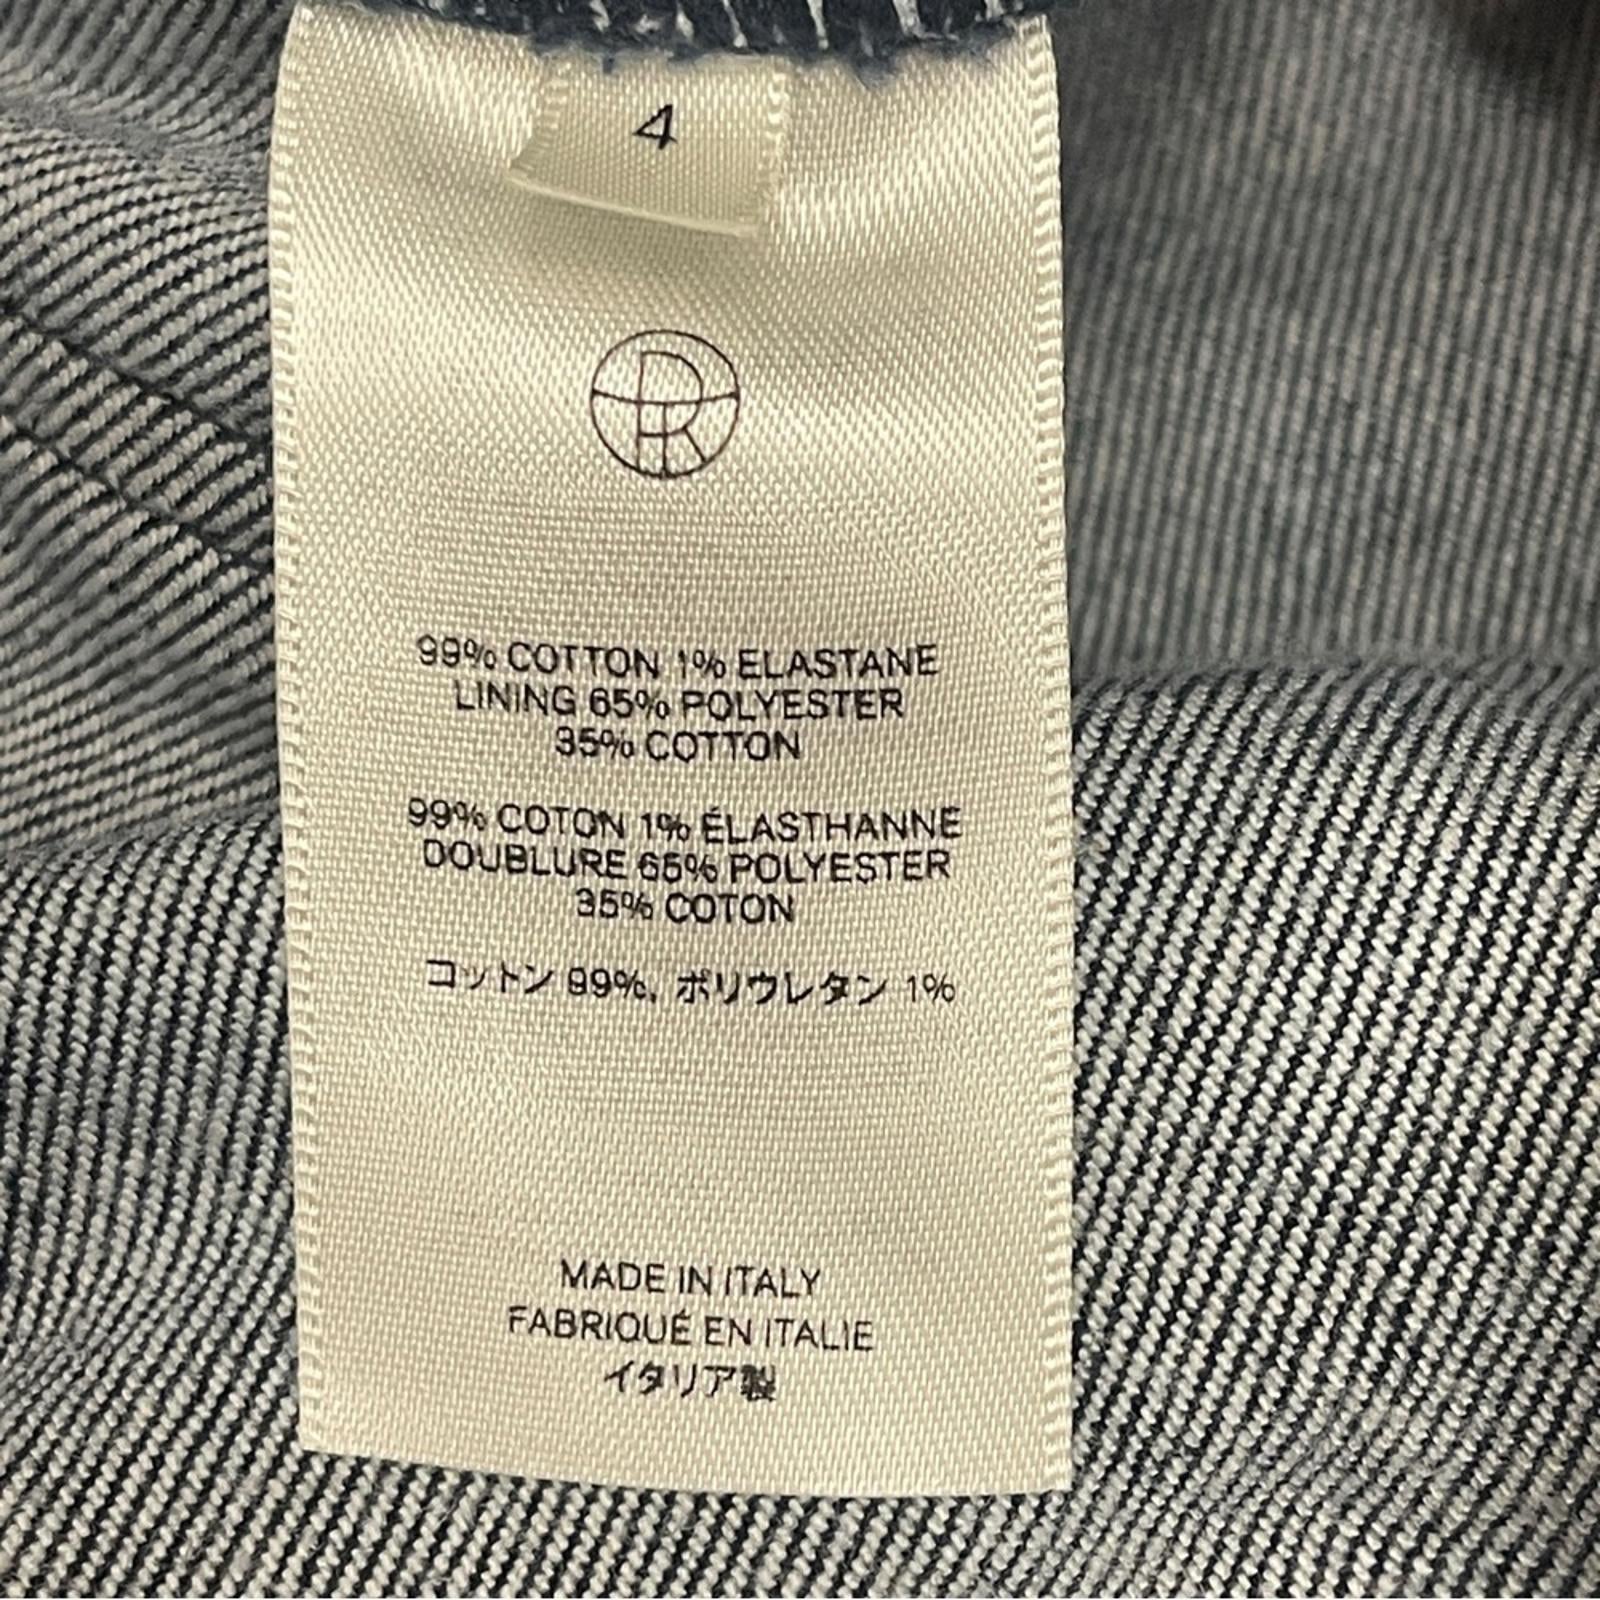 4
99% COTTON 1% ELASTANE
LINING 65% POLYESTER
35% COTTON
99% COTON 1% ÉLASTHANNE
DOUBLURE 65% POLYESTER
35% COTON
コットン 99%, ポリウレタン 1%
MADE IN ITALY
FABRIQUÉ EN ITALIE
イタリア製